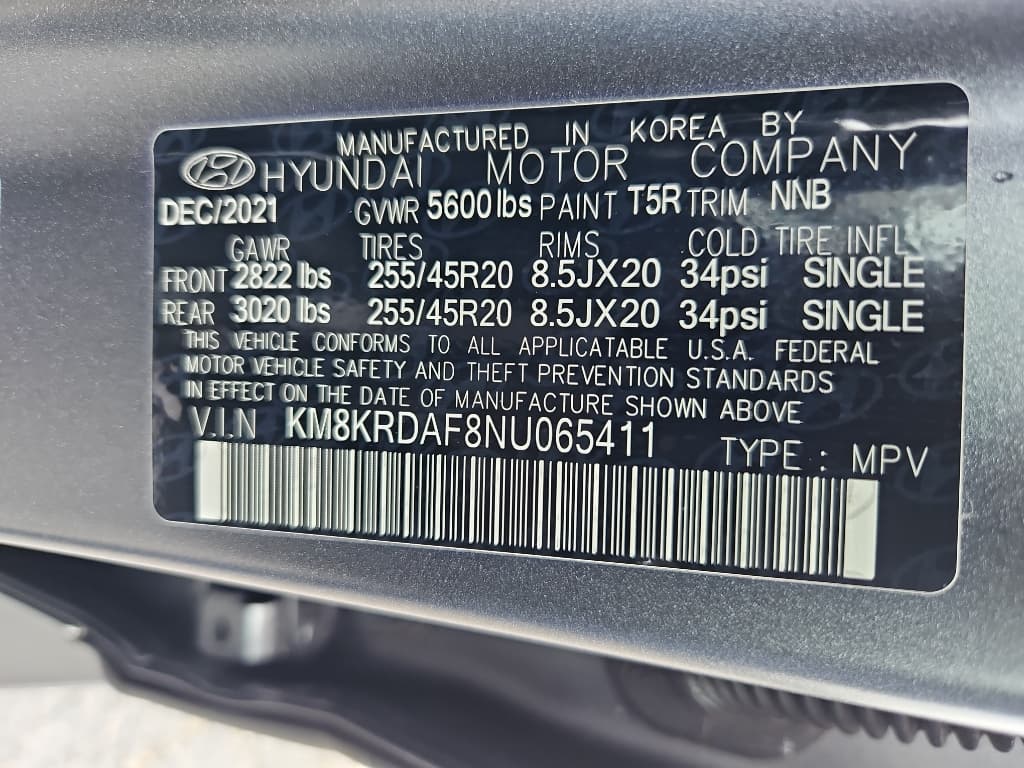 MANUFACTURED IN KOREA BY
HYUNDAI MOTOR COMPANY
DEC/2021 GVWR 5600 lbs PAINT T5R TRIM NNB
GAWR TIRES RIMS COLD TIRE INFL
FRONT 2822 lbs 255/45R20 8.5JX20 34psi SINGLE
REAR 3020 lbs 255/45R20 8.5JX20 34psi SINGLE
THIS VEHICLE CONFORMS TO ALL APPLICATABLE U.S.A. FEDERAL
MOTOR VEHICLE SAFETY AND THEFT PREVENTION STANDARDS
IN EFFECT ON THE DATE OF MANUFACTURE SHOWN ABOVE
V.I.N KM8KRDAF8NU065411 TYPE : MPV